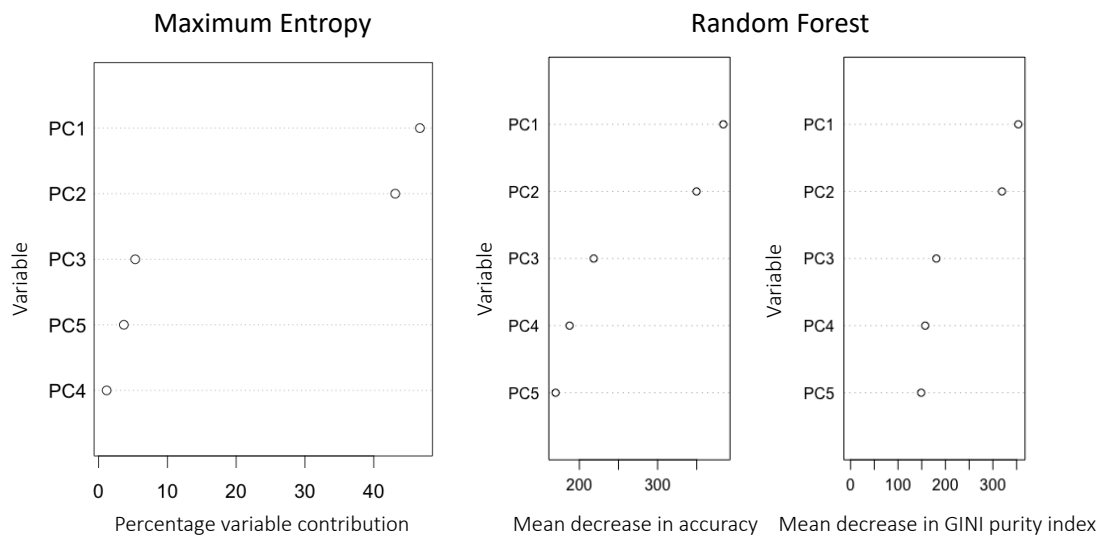 Maximum Entropy
Variable
PC1
PC2
PC3
PC5
PC4
0 10 20 30 40
Percentage variable contribution
Random Forest
Variable
PC1
PC2
PC3
PC4
PC5
200 300
Mean decrease in accuracy
Variable
PC1
PC2
PC3
PC4
PC5
0 100 200 300
Mean decrease in GINI purity index